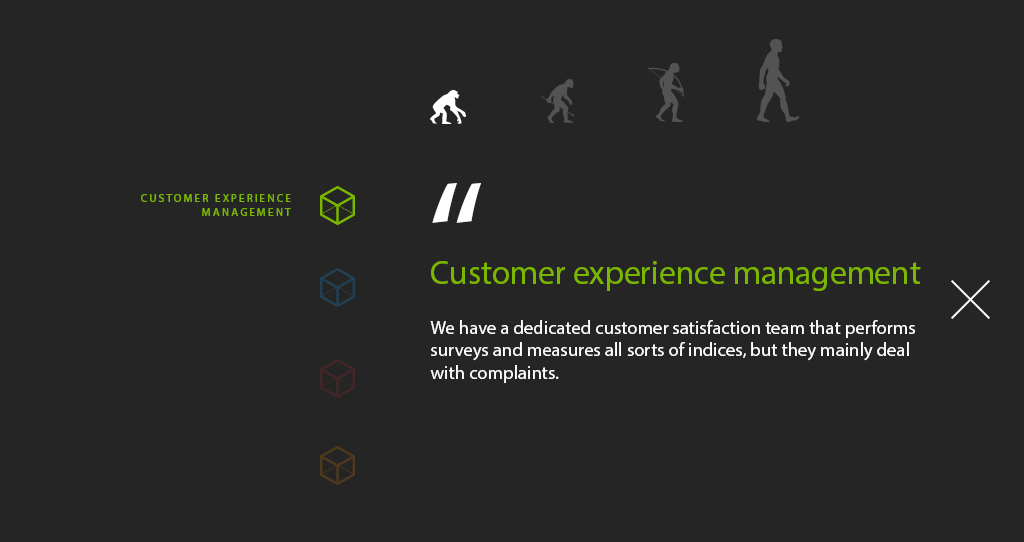 CUSTOMER EXPERIENCE
MANAGEMENT
“
Customer experience management
We have a dedicated customer satisfaction team that performs
surveys and measures all sorts of indices, but they mainly deal
with complaints.